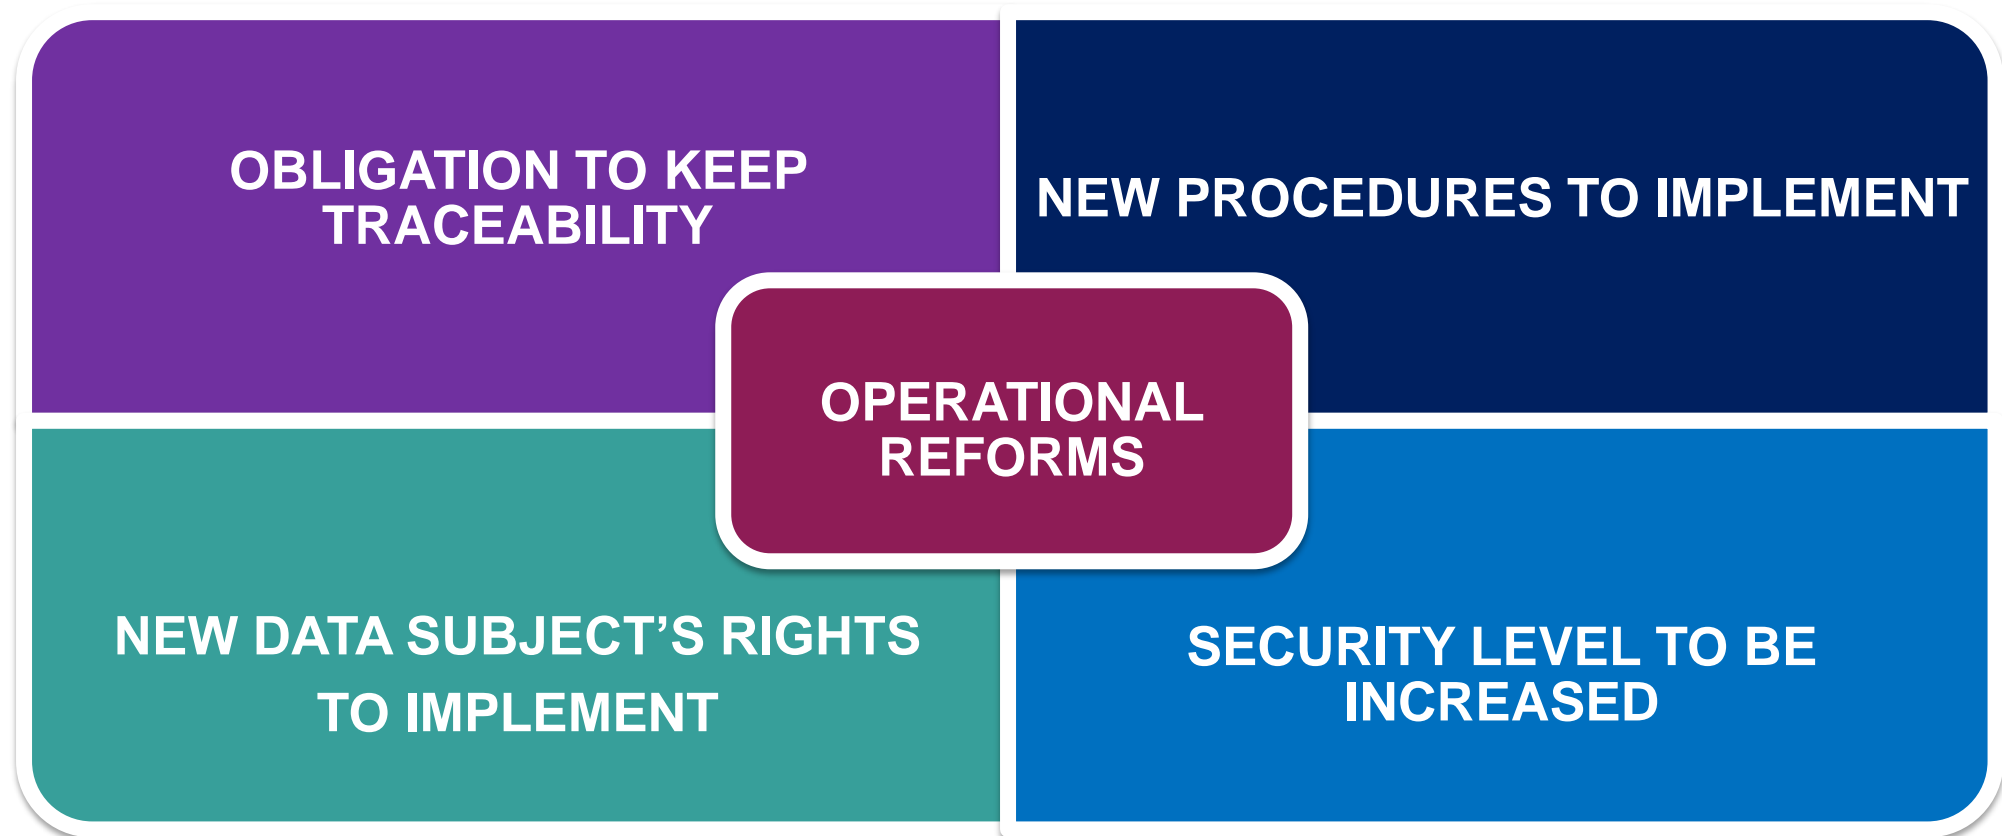 OBLIGATION TO KEEP
TRACEABILITY
NEW PROCEDURES TO IMPLEMENT
OPERATIONAL
REFORMS
NEW DATA SUBJECT’S RIGHTS
TO IMPLEMENT
SECURITY LEVEL TO BE
INCREASED